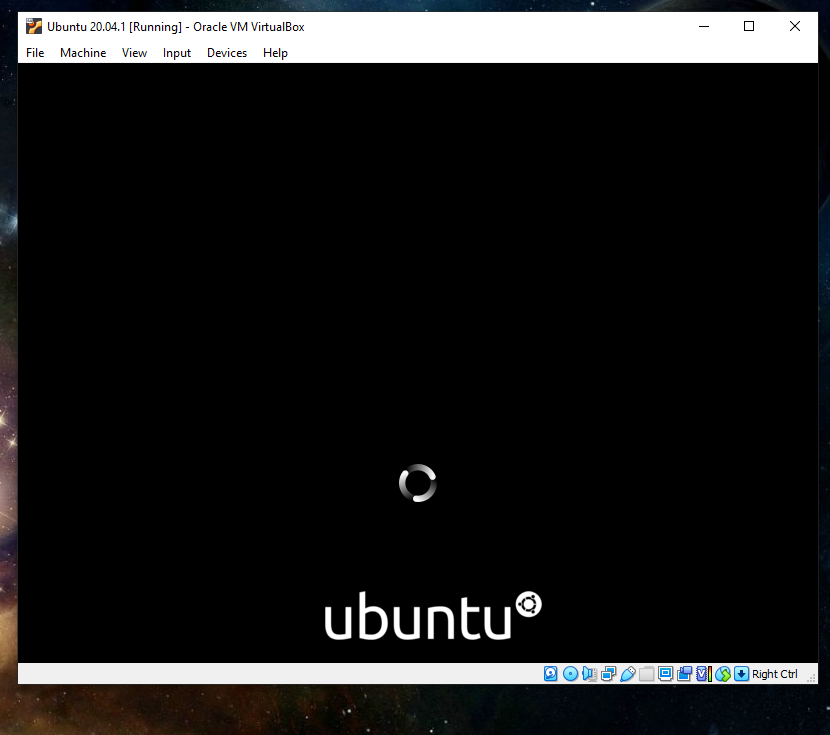 Ubuntu 20.04.1 [Running] - Oracle VM VirtualBox
File Machine View Input Devices Help
ubuntu
Right Ctrl